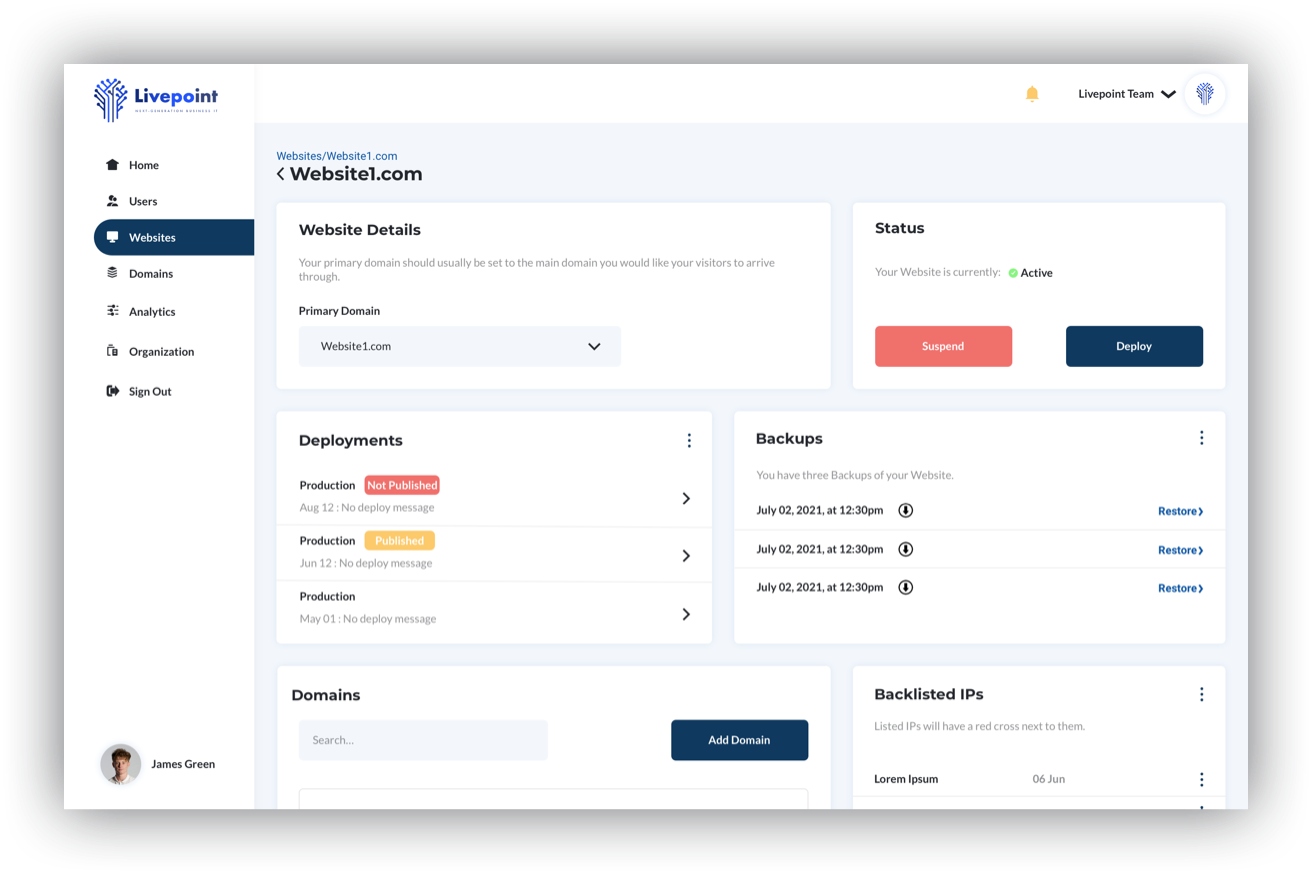 Livepoint
NEXT-GENERATION BUSINESS IT
Livepoint Team
Home
Users
Websites
Domains
Analytics
Organization
Sign Out
James Green
Websites/Website1.com
Website1.com
Website Details
Your primary domain should usually be set to the main domain you would like your visitors to arrive
through.
Primary Domain
Website1.com
Status
Your Website is currently: Active
Suspend
Deploy
Deployments
Production Not Published
Aug 12 : No deploy message
Production Published
Jun 12 : No deploy message
Production
May 01 : No deploy message
Backups
You have three Backups of your Website.
July 02, 2021, at 12:30pm Restore
July 02, 2021, at 12:30pm Restore
July 02, 2021, at 12:30pm Restore
Domains
Search...
Add Domain
Backlisted IPs
Listed IPs will have a red cross next to them.
Lorem Ipsum 06 Jun